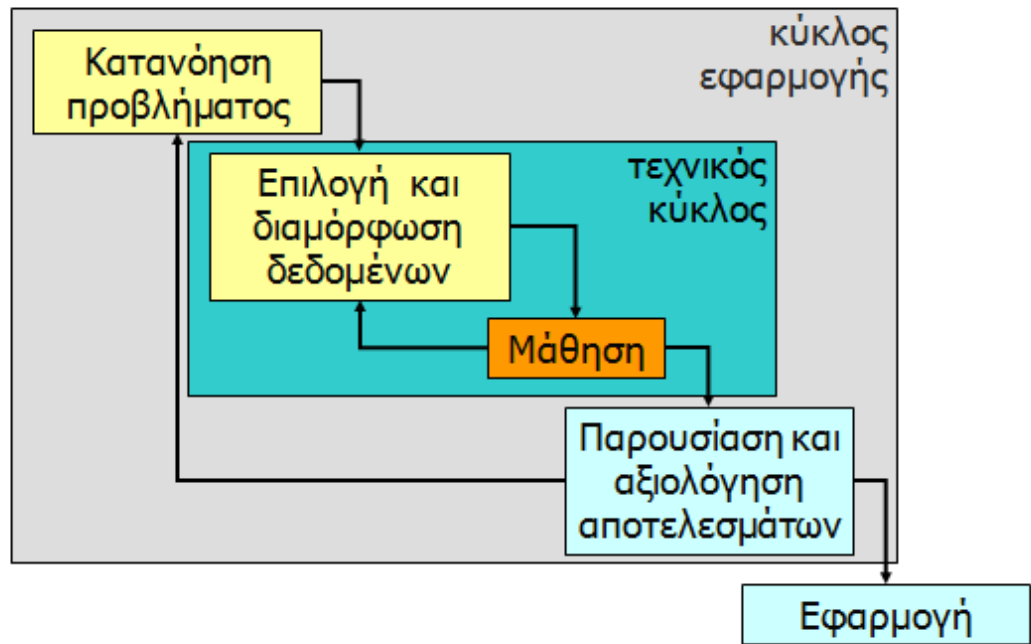 κύκλος
εφαρμογής
Κατανόηση
προβλήματος
τεχνικός
κύκλος
Επιλογή και
διαμόρφωση
δεδομένων
Μάθηση
Παρουσίαση και
αξιολόγηση
αποτελεσμάτων
Εφαρμογή